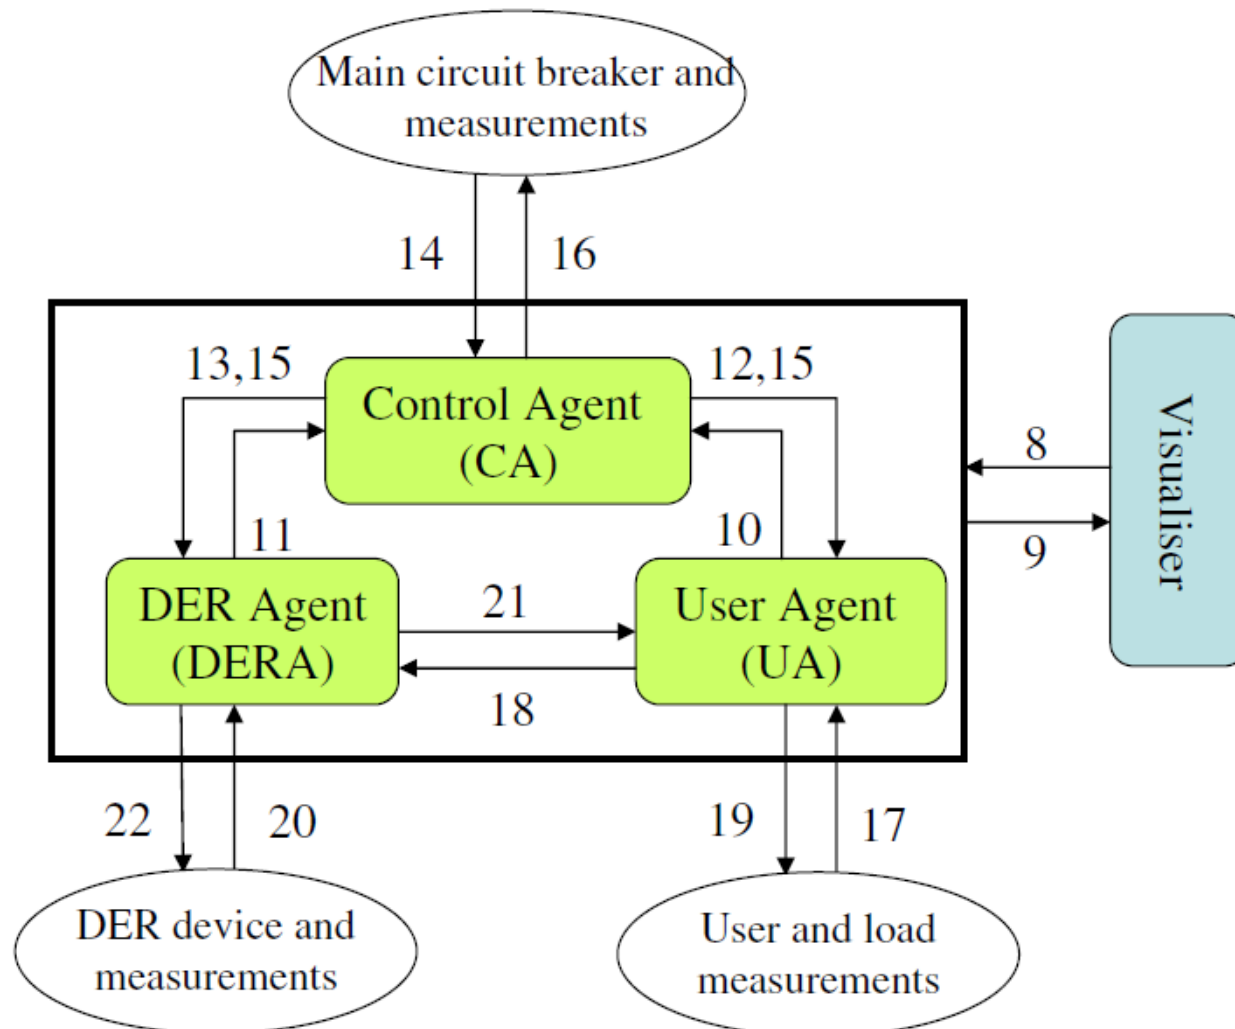 Main circuit breaker and
measurements
14
16
13,15
12,15
Control Agent
(CA)
8
Visualiser
11
10
9
DER Agent
(DERA)
21
User Agent
(UA)
18
22
20
19
17
DER device and
measurements
User and load
measurements